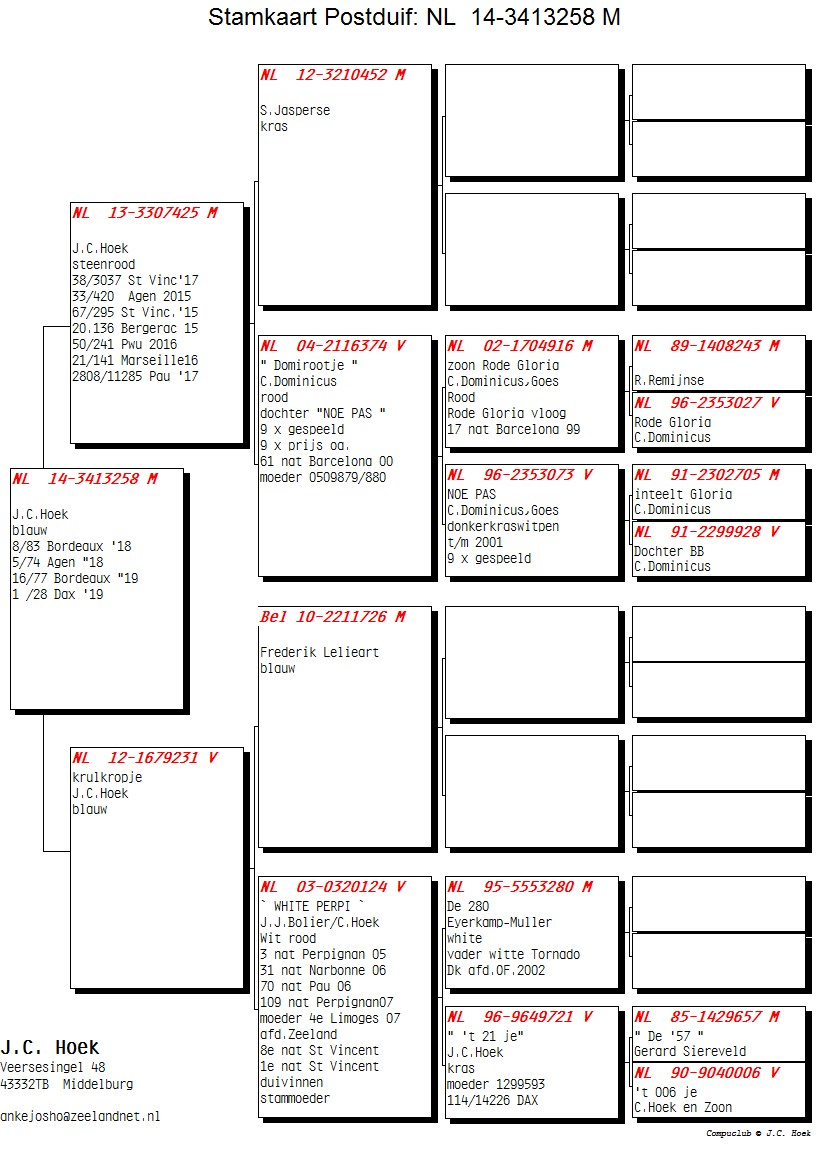 Stamkaart Postduif: NL  14-3413258 M
NL  14-3413258 M
J.C.Hoek
blauw
8/83 Bordeaux '18
5/74 Agen "18
16/77 Bordeaux "19
1 /28 Dax '19
NL  13-3307425 M
J.C.Hoek
steenrood
38/3037 St Vinc'17
33/420  Agen 2015
67/295 St Vinc.'15
20.136 Bergerac 15
50/241 Pwu 2016
21/141 Marseille16
2808/11285 Pau '17
NL  12-1679231 V
krulkropje
J.C.Hoek
blauw
NL  12-3210452 M
S.Jasperse
kras
NL  04-2116374 V
" Domirootje "
C.Dominicus
rood
dochter "NOE PAS "
9 x gespeeld
9 x prijs oa.
61 nat Barcelona 00
moeder 0509879/880
Bel 10-2211726 M
Frederik Lelieart
blauw
NL  03-0320124 V
` WHITE PERPI `
J.J.Bolier/C.Hoek
Wit rood
3 nat Perpignan 05
31 nat Narbonne 06
70 nat Pau 06
109 nat Perpignan07
moeder 4e Limoges 07
afd.Zeeland
8e nat St Vincent
1e nat St Vincent
duivinnen
stammoeder
NL  02-1704916 M
zoon Rode Gloria
C.Dominicus,Goes
Rood
Rode Gloria vloog
17 nat Barcelona 99
NL  96-2353073 V
NOE PAS
C.Dominicus,Goes
donkerkraswitpen
t/m 2001
9 x gespeeld
NL  95-5553280 M
De 280
Eyerkamp-Muller
white
vader witte Tornado
Dk afd.OF.2002
NL  96-9649721 V
" 't 21 je"
J.C.Hoek
kras
moeder 1299593
114/14226 DAX
NL  89-1408243 M
R.Remijnse
NL  96-2353027 V
Rode Gloria
C.Dominicus
NL  91-2302705 M
inteelt Gloria
C.Dominicus
NL  91-2299928 V
Dochter BB
C.Dominicus
NL  85-1429657 M
" De '57 "
Gerard Siereveld
NL  90-9040006 V
't 006 je
C.Hoek en Zoon
J.C. Hoek
Veersesingel 48
43332TB  Middelburg
ankejosho@zeelandnet.nl
Compuclub © J.C. Hoek